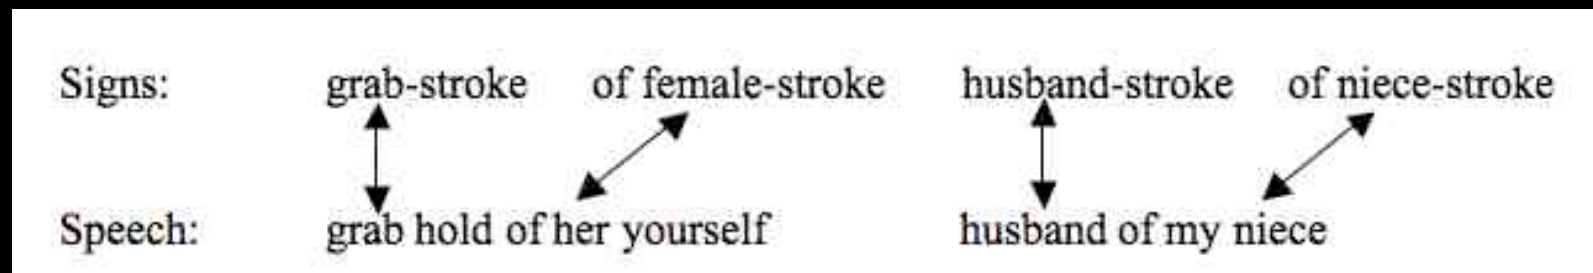 Signs: grab-stroke of female-stroke husband-stroke of niece-stroke
Speech: grab hold of her yourself husband of my niece